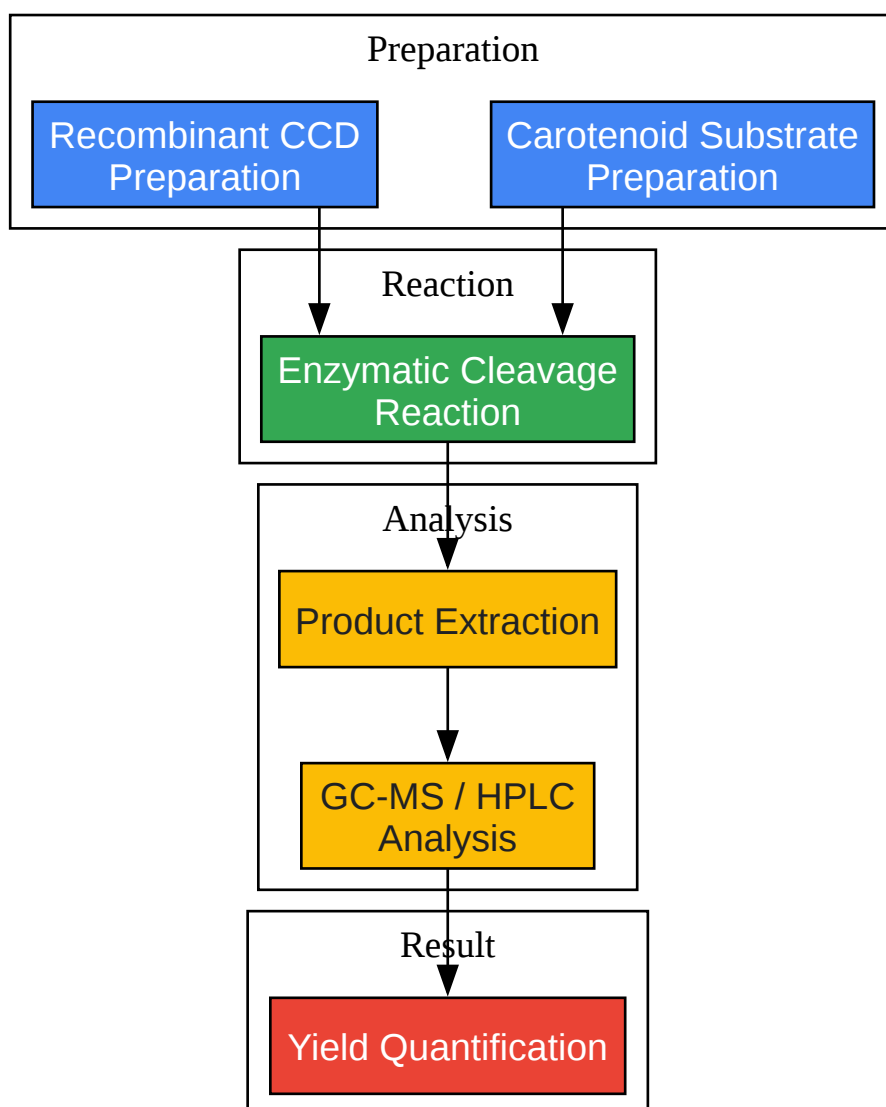 Preparation
Recombinant CCD
Preparation
Carotenoid Substrate
Preparation
Reaction
Enzymatic Cleavage
Reaction
Analysis
Product Extraction
GC-MS / HPLC
Analysis
Result
Yield Quantification